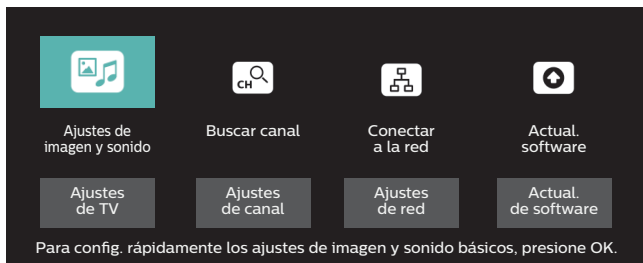 CH
Ajustes de
imagen y sonido
Buscar canal
Conectar
a la red
Actual.
software
Ajustes
de TV
Ajustes
de canal
Ajustes
de red
Actual.
de software
Para config. rápidamente los ajustes de imagen y sonido básicos, presione OK.